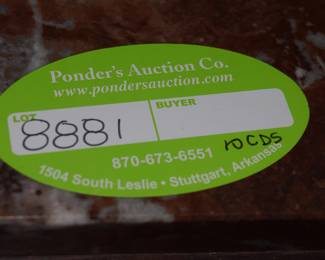 Ponder's Auction Co.
www.pondersauction.com
LOT BUYER
8881
870-673-6551
10 CDS
1504 South Leslie • Stuttgart, Arkansas